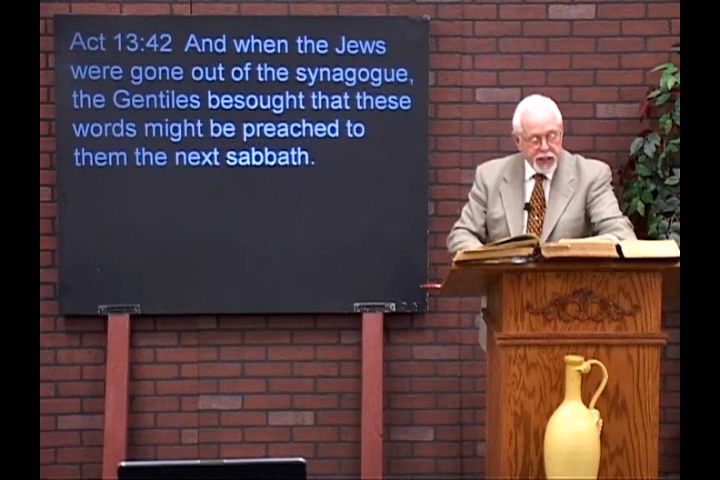 Act 13:42 And when the Jews
were gone out of the synagogue,
the Gentiles besought that these
words might be preached to
them the next sabbath.